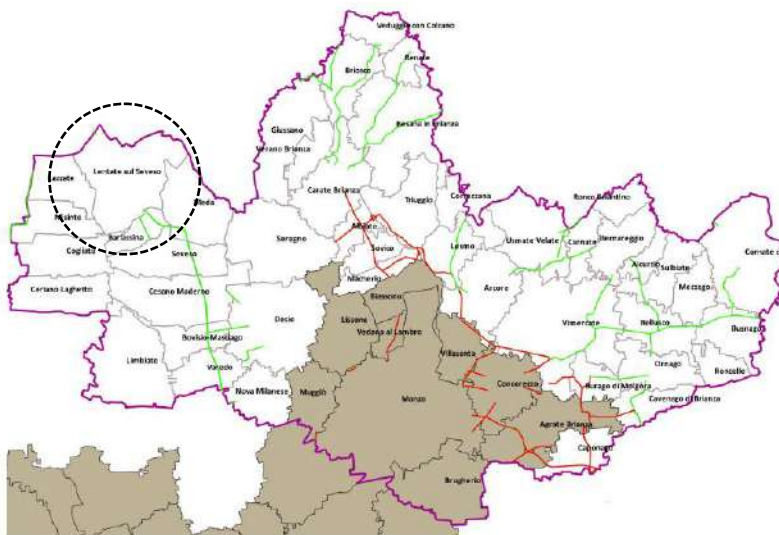 Veduggio con Colzano
Renate
Briosco
Besana in Brianza
Giussano
Verano Brianza
Lentate sul Seveso
Lazzate
Misinto
Meda
Barlassina
Carate Brianza
Triuggio
Correzzana
Ronco Briantino
Cogliate
Seveso
Seregno
Albiate
Sovico
Lesmo
Usmate Velate
Carnate
Bernareggio
Aicurzio
Sulbiate
Mezzago
Cornate d
Ceriano Laghetto
Cesano Maderno
Macherio
Biassono
Arcore
Desio
Lissone
Vedano al Lambro
Vimercate
Bellusco
Busnago
Limbiate
Bovisio-Masciago
Varedo
Villasanta
Ornago
Roncello
Nova Milanese
Muggiò
Monza
Concorezzo
Burago di Molgora
Cavenago di Brianza
Agrate Brianza
Caponago
Brugherio